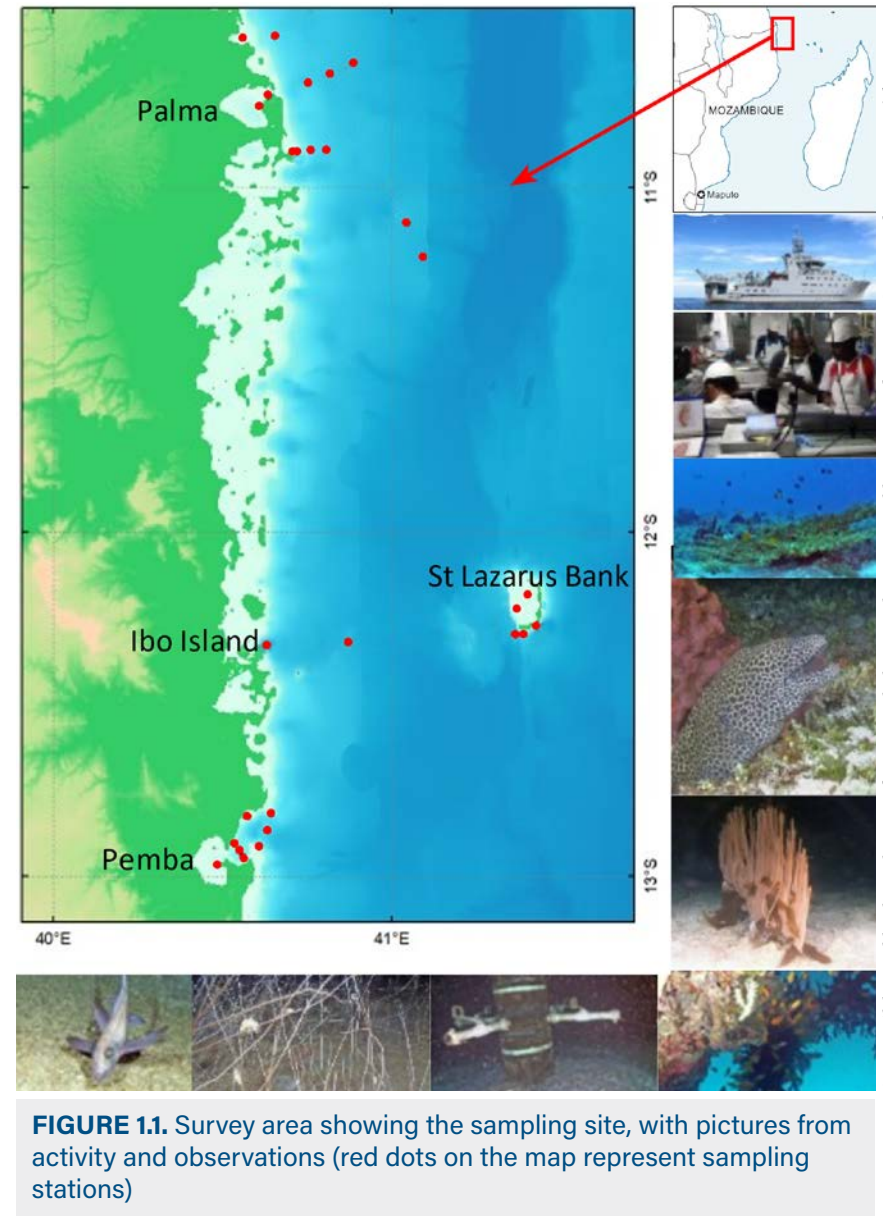 Palma
11°S
MOZAMBIQUE
Maputo
12°S
St Lazarus Bank
Ibo Island
Pemba
13°S
40°E
41°E
FIGURE 1.1. Survey area showing the sampling site, with pictures from
activity and observations (red dots on the map represent sampling
stations)